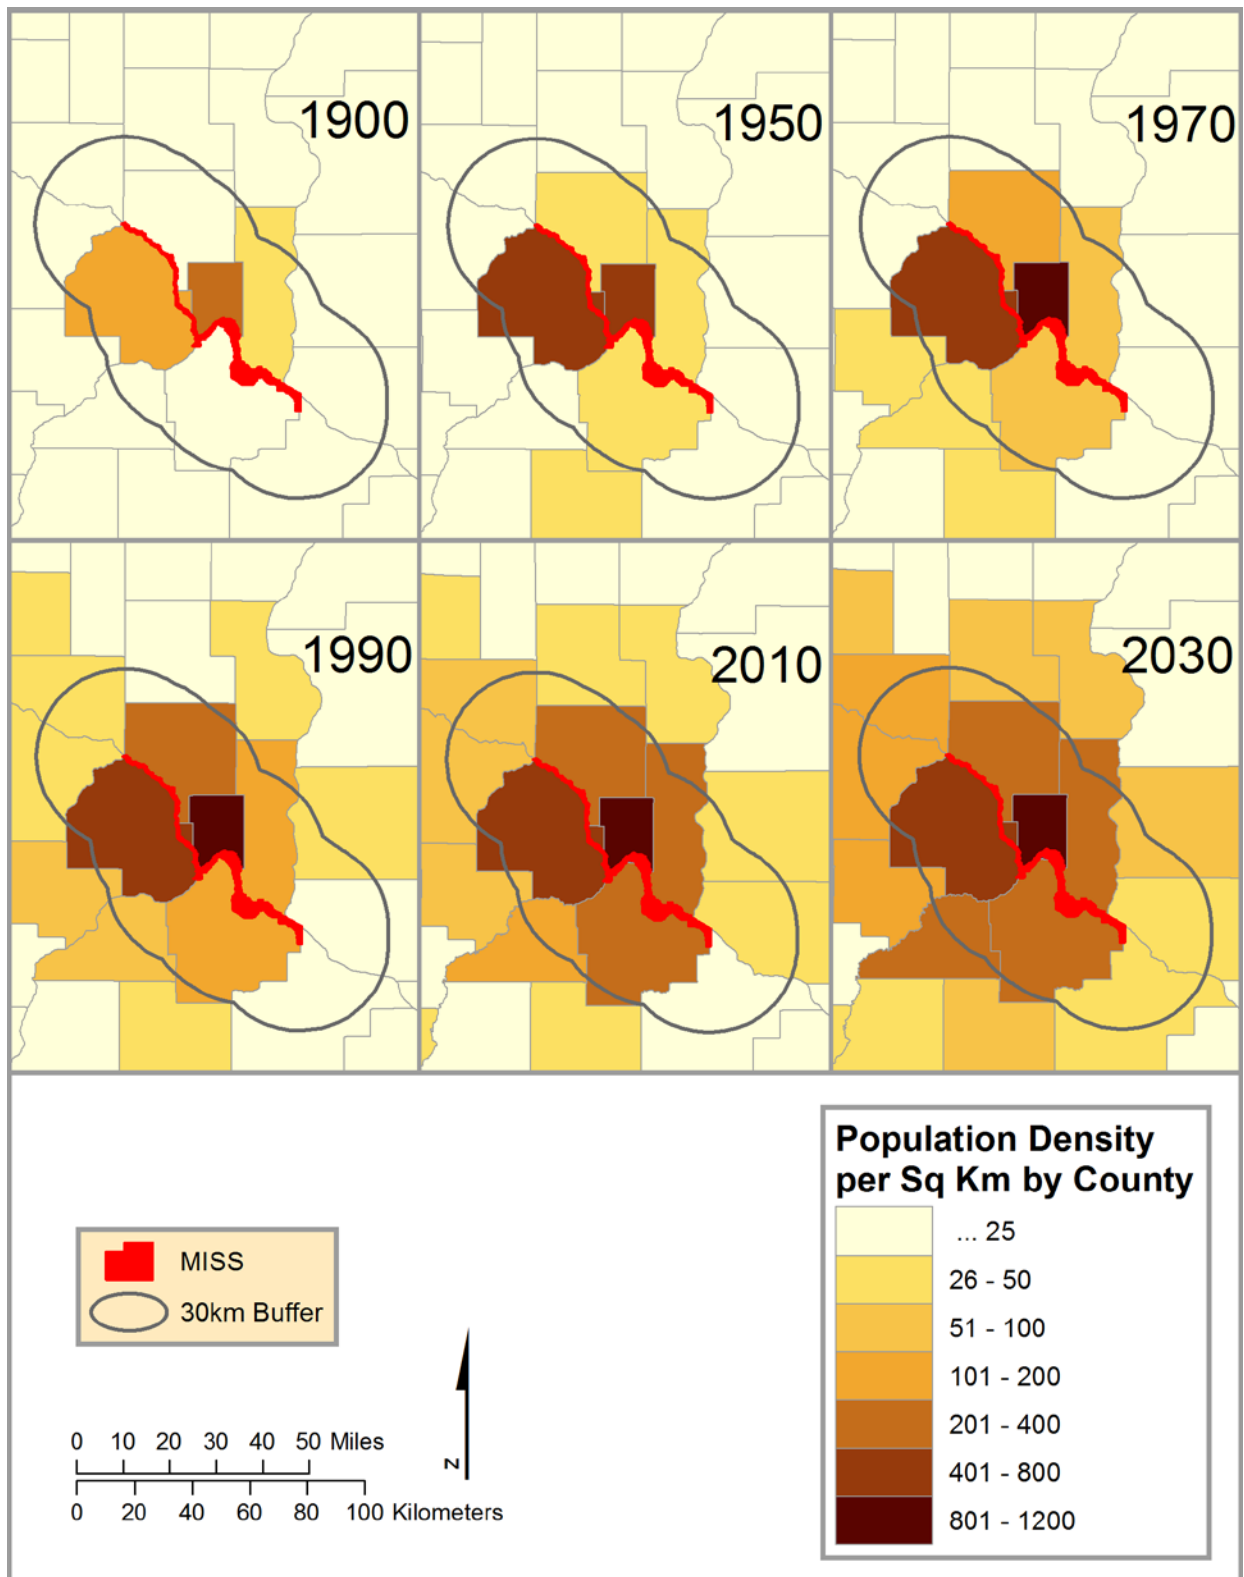 1900
1950
1970
1990
2010
2030
Population Density
per Sq Km by County
... 25
26 - 50
51 - 100
101 - 200
201 - 400
401 - 800
801 - 1200
MISS
30km Buffer
0 10 20 30 40 50 Miles
0 20 40 60 80 100 Kilometers
N